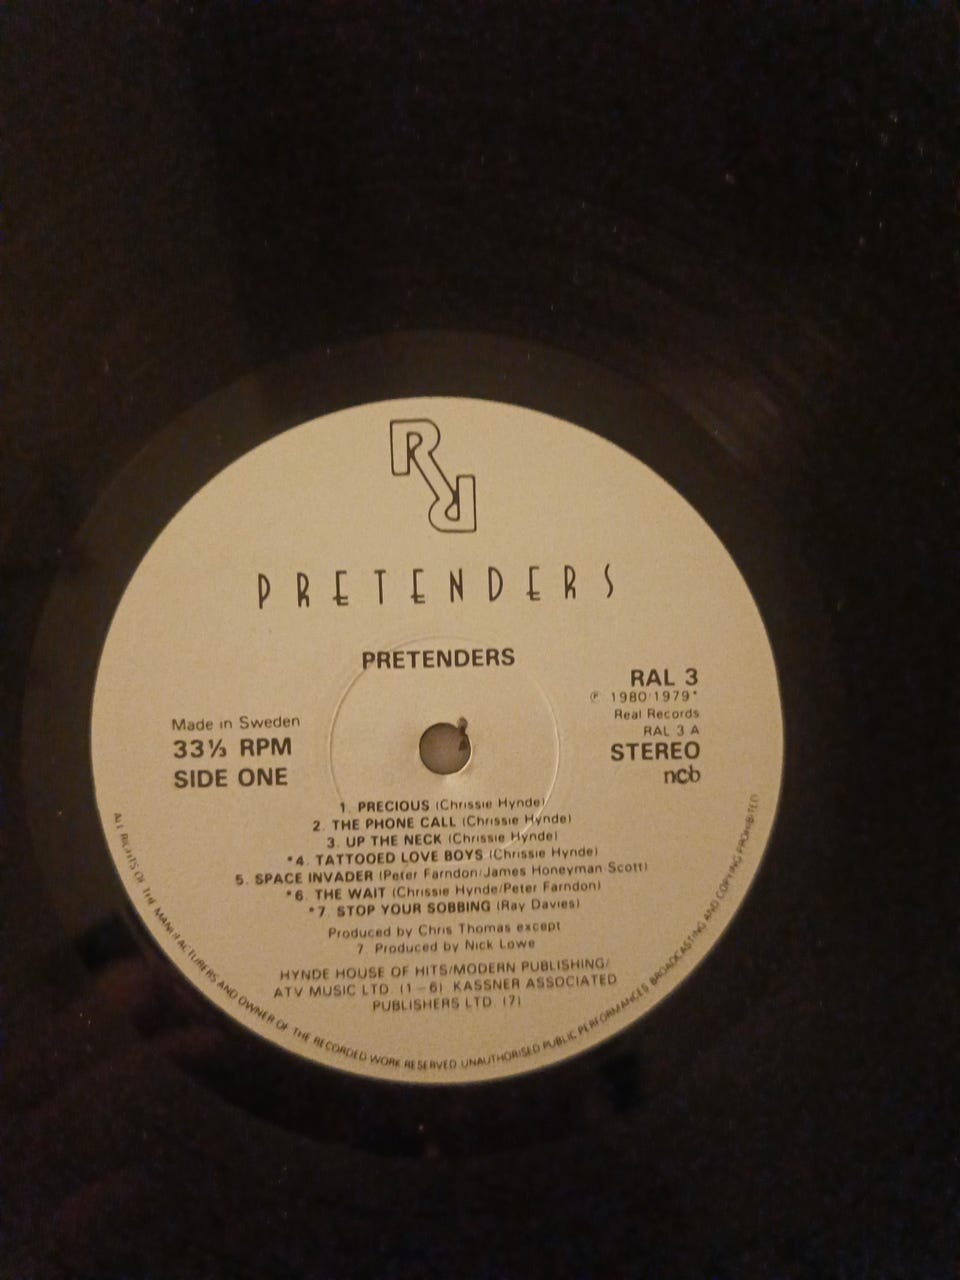 PRETENDERS
PRETENDERS
RAL 3
℗ 1980/1979*
Real Records
RAL 3 A
STEREO
ncb
Made in Sweden
33⅓ RPM
SIDE ONE
1. PRECIOUS (Chrissie Hynde)
2. THE PHONE CALL (Chrissie Hynde)
3. UP THE NECK (Chrissie Hynde)
*4. TATTOOED LOVE BOYS (Chrissie Hynde)
5. SPACE INVADER (Peter Farndon/James Honeyman Scott)
*6. THE WAIT (Chrissie Hynde/Peter Farndon)
*7. STOP YOUR SOBBING (Ray Davies)
Produced by Chris Thomas except
7. Produced by Nick Lowe
HYNDE HOUSE OF HITS/MODERN PUBLISHING/
ATV MUSIC LTD. (1–6) KASSNER ASSOCIATED
PUBLISHERS LTD. (7)
ALL RIGHTS OF THE MANUFACTURERS AND OWNER OF THE RECORDED WORK RESERVED. UNAUTHORISED PUBLIC PERFORMANCES BROADCASTING AND COPYING PROHIBITED